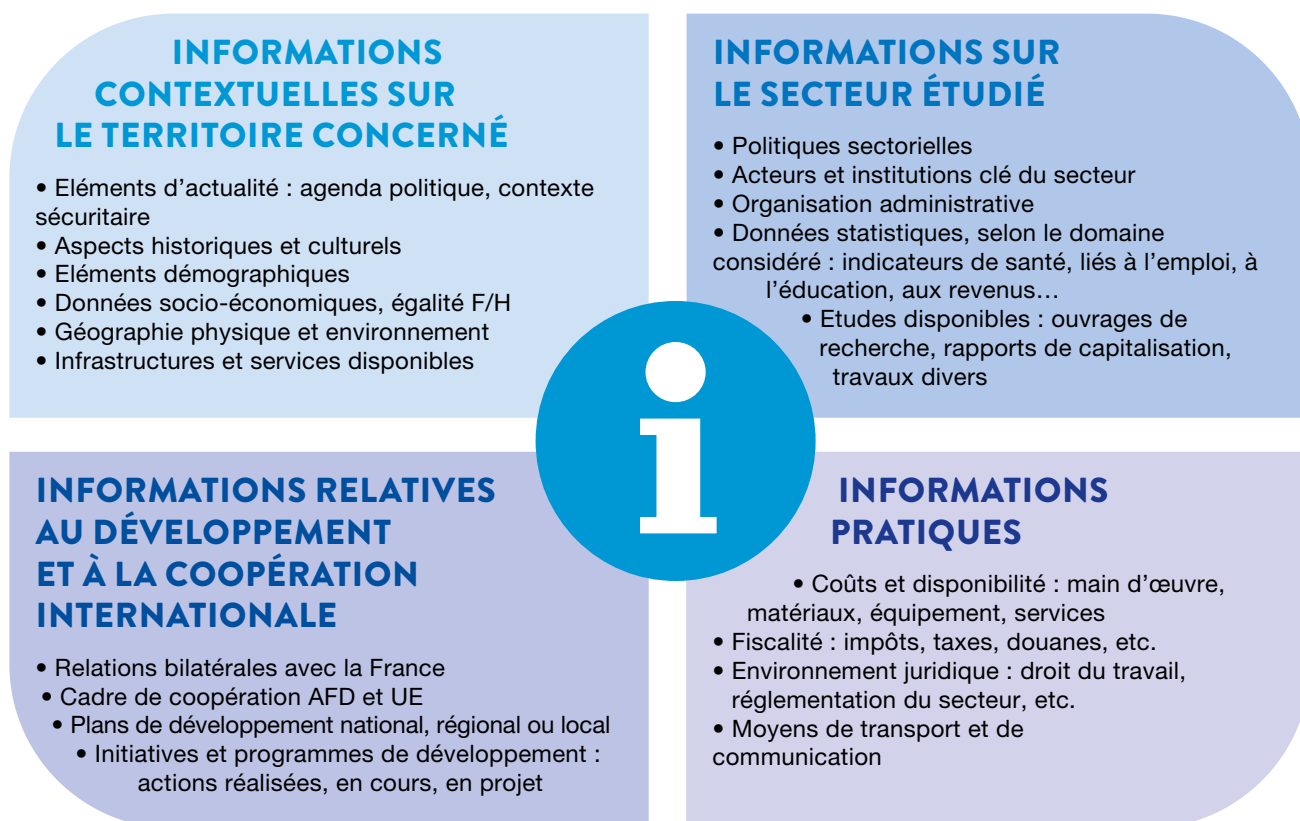 INFORMATIONS
CONTEXTUELLES SUR
LE TERRITOIRE CONCERNÉ
• Eléments d’actualité : agenda politique, contexte
sécuritaire
• Aspects historiques et culturels
• Eléments démographiques
• Données socio-économiques, égalité F/H
• Géographie physique et environnement
• Infrastructures et services disponibles
INFORMATIONS SUR
LE SECTEUR ÉTUDIÉ
• Politiques sectorielles
• Acteurs et institutions clé du secteur
• Organisation administrative
• Données statistiques, selon le domaine
considéré : indicateurs de santé, liés à l’emploi, à
l’éducation, aux revenus…
• Etudes disponibles : ouvrages de
recherche, rapports de capitalisation,
travaux divers
INFORMATIONS RELATIVES
AU DÉVELOPPEMENT
ET À LA COOPÉRATION
INTERNATIONALE
• Relations bilatérales avec la France
• Cadre de coopération AFD et UE
• Plans de développement national, régional ou local
• Initiatives et programmes de développement :
actions réalisées, en cours, en projet
INFORMATIONS
PRATIQUES
• Coûts et disponibilité : main d’œuvre,
matériaux, équipement, services
• Fiscalité : impôts, taxes, douanes, etc.
• Environnement juridique : droit du travail,
réglementation du secteur, etc.
• Moyens de transport et de
communication